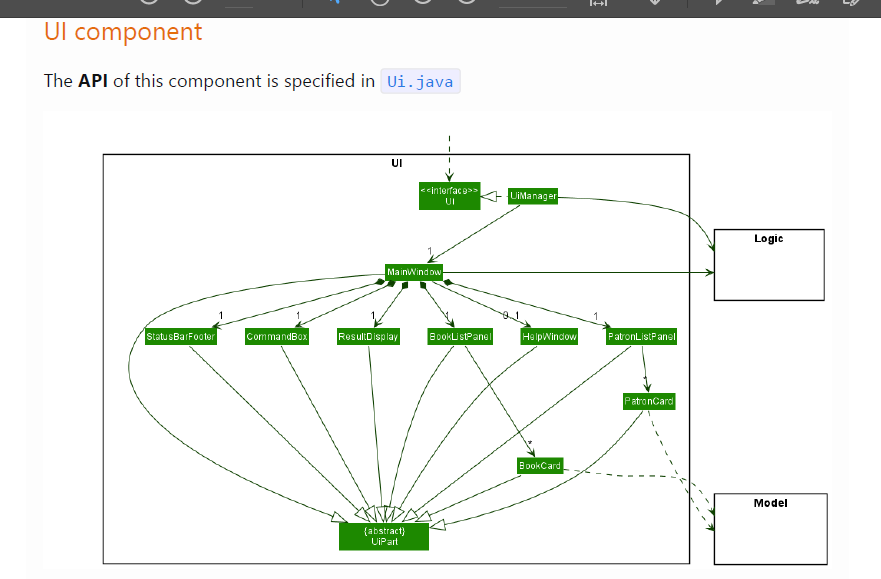 UI component
The API of this component is specified in Ui.java
UI
<<interface>>
UI
UiManager
Logic
1
MainWindow
1
1
1
1
0..1
1
StatusBarFooter
CommandBox
ResultDisplay
BookListPanel
HelpWindow
PatronListPanel
*
PatronCard
*
BookCard
Model
{abstract}
UiPart